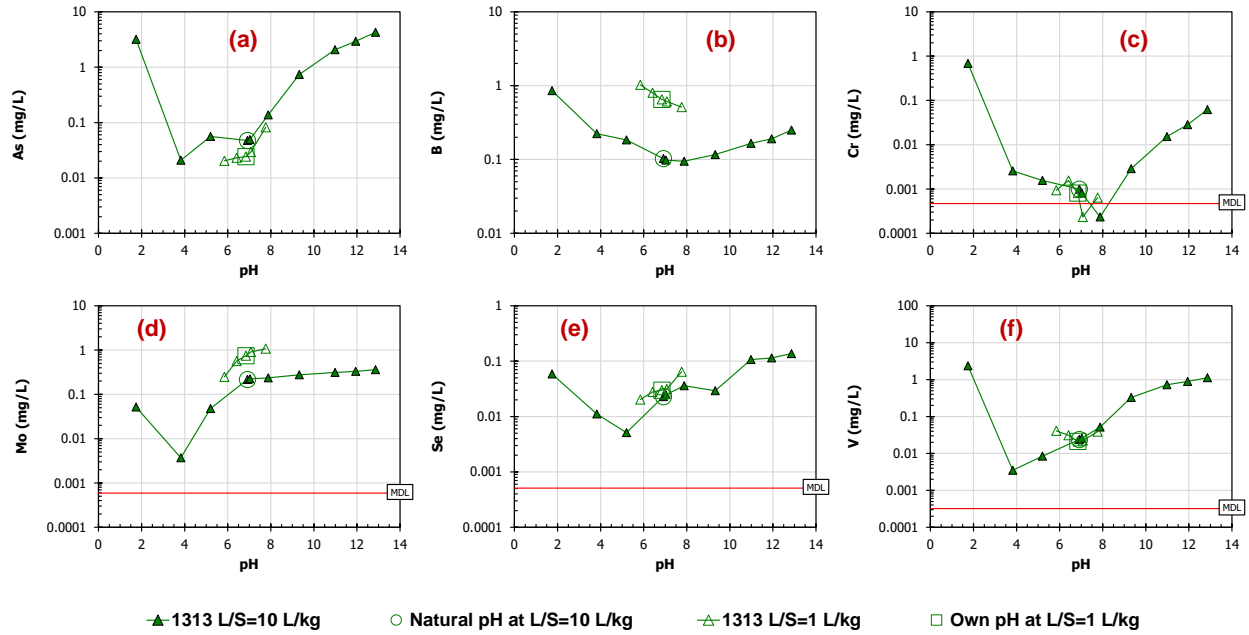 (a)
As (mg/L)
10
1
0.1
0.01
0.001
0 2 4 6 8 10 12 14
pH
(b)
B (mg/L)
10
1
0.1
0.01
0 2 4 6 8 10 12 14
pH
(c)
Cr (mg/L)
10
1
0.1
0.01
0.001
0.0001
MDL
0 2 4 6 8 10 12 14
pH
(d)
Mo (mg/L)
10
1
0.1
0.01
0.001
0.0001
MDL
0 2 4 6 8 10 12 14
pH
(e)
Se (mg/L)
1
0.1
0.01
0.001
0.0001
MDL
0 2 4 6 8 10 12 14
pH
(f)
V (mg/L)
100
10
1
0.1
0.01
0.001
0.0001
MDL
0 2 4 6 8 10 12 14
pH
1313 L/S=10 L/kg
Natural pH at L/S=10 L/kg
1313 L/S=1 L/kg
Own pH at L/S=1 L/kg